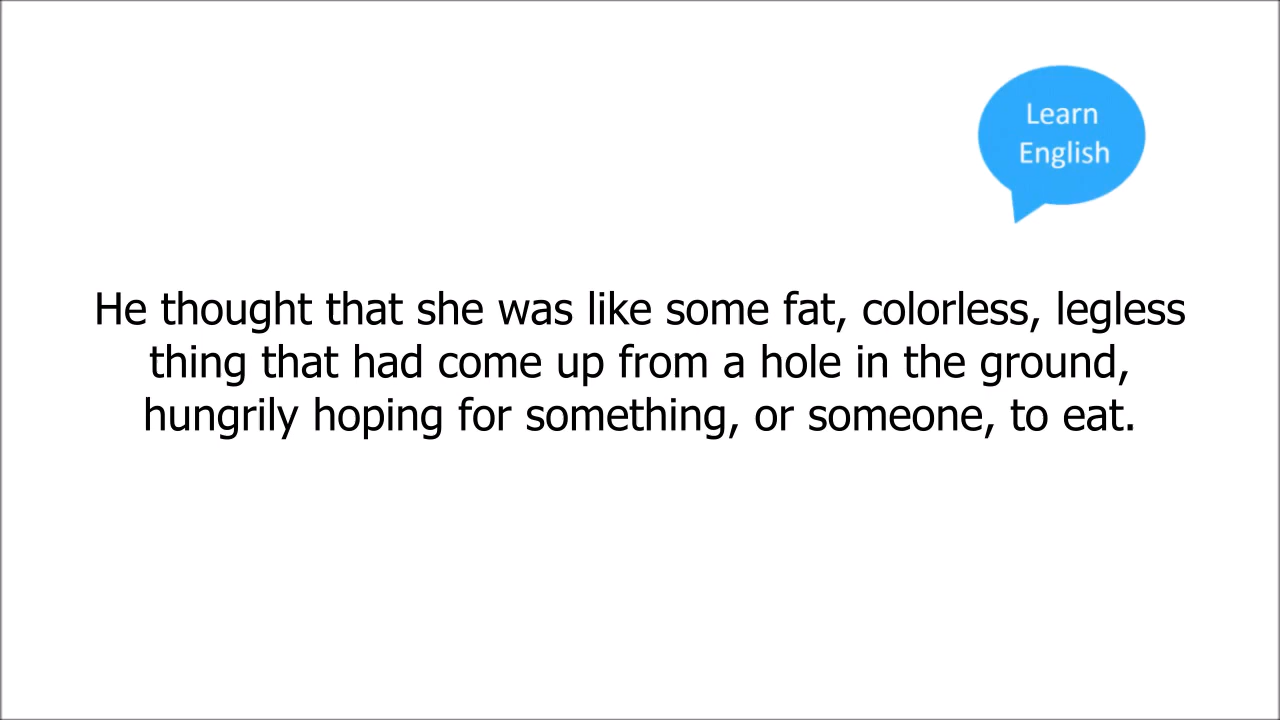 Learn
English
He thought that she was like some fat, colorless, legless
thing that had come up from a hole in the ground,
hungrily hoping for something, or someone, to eat.